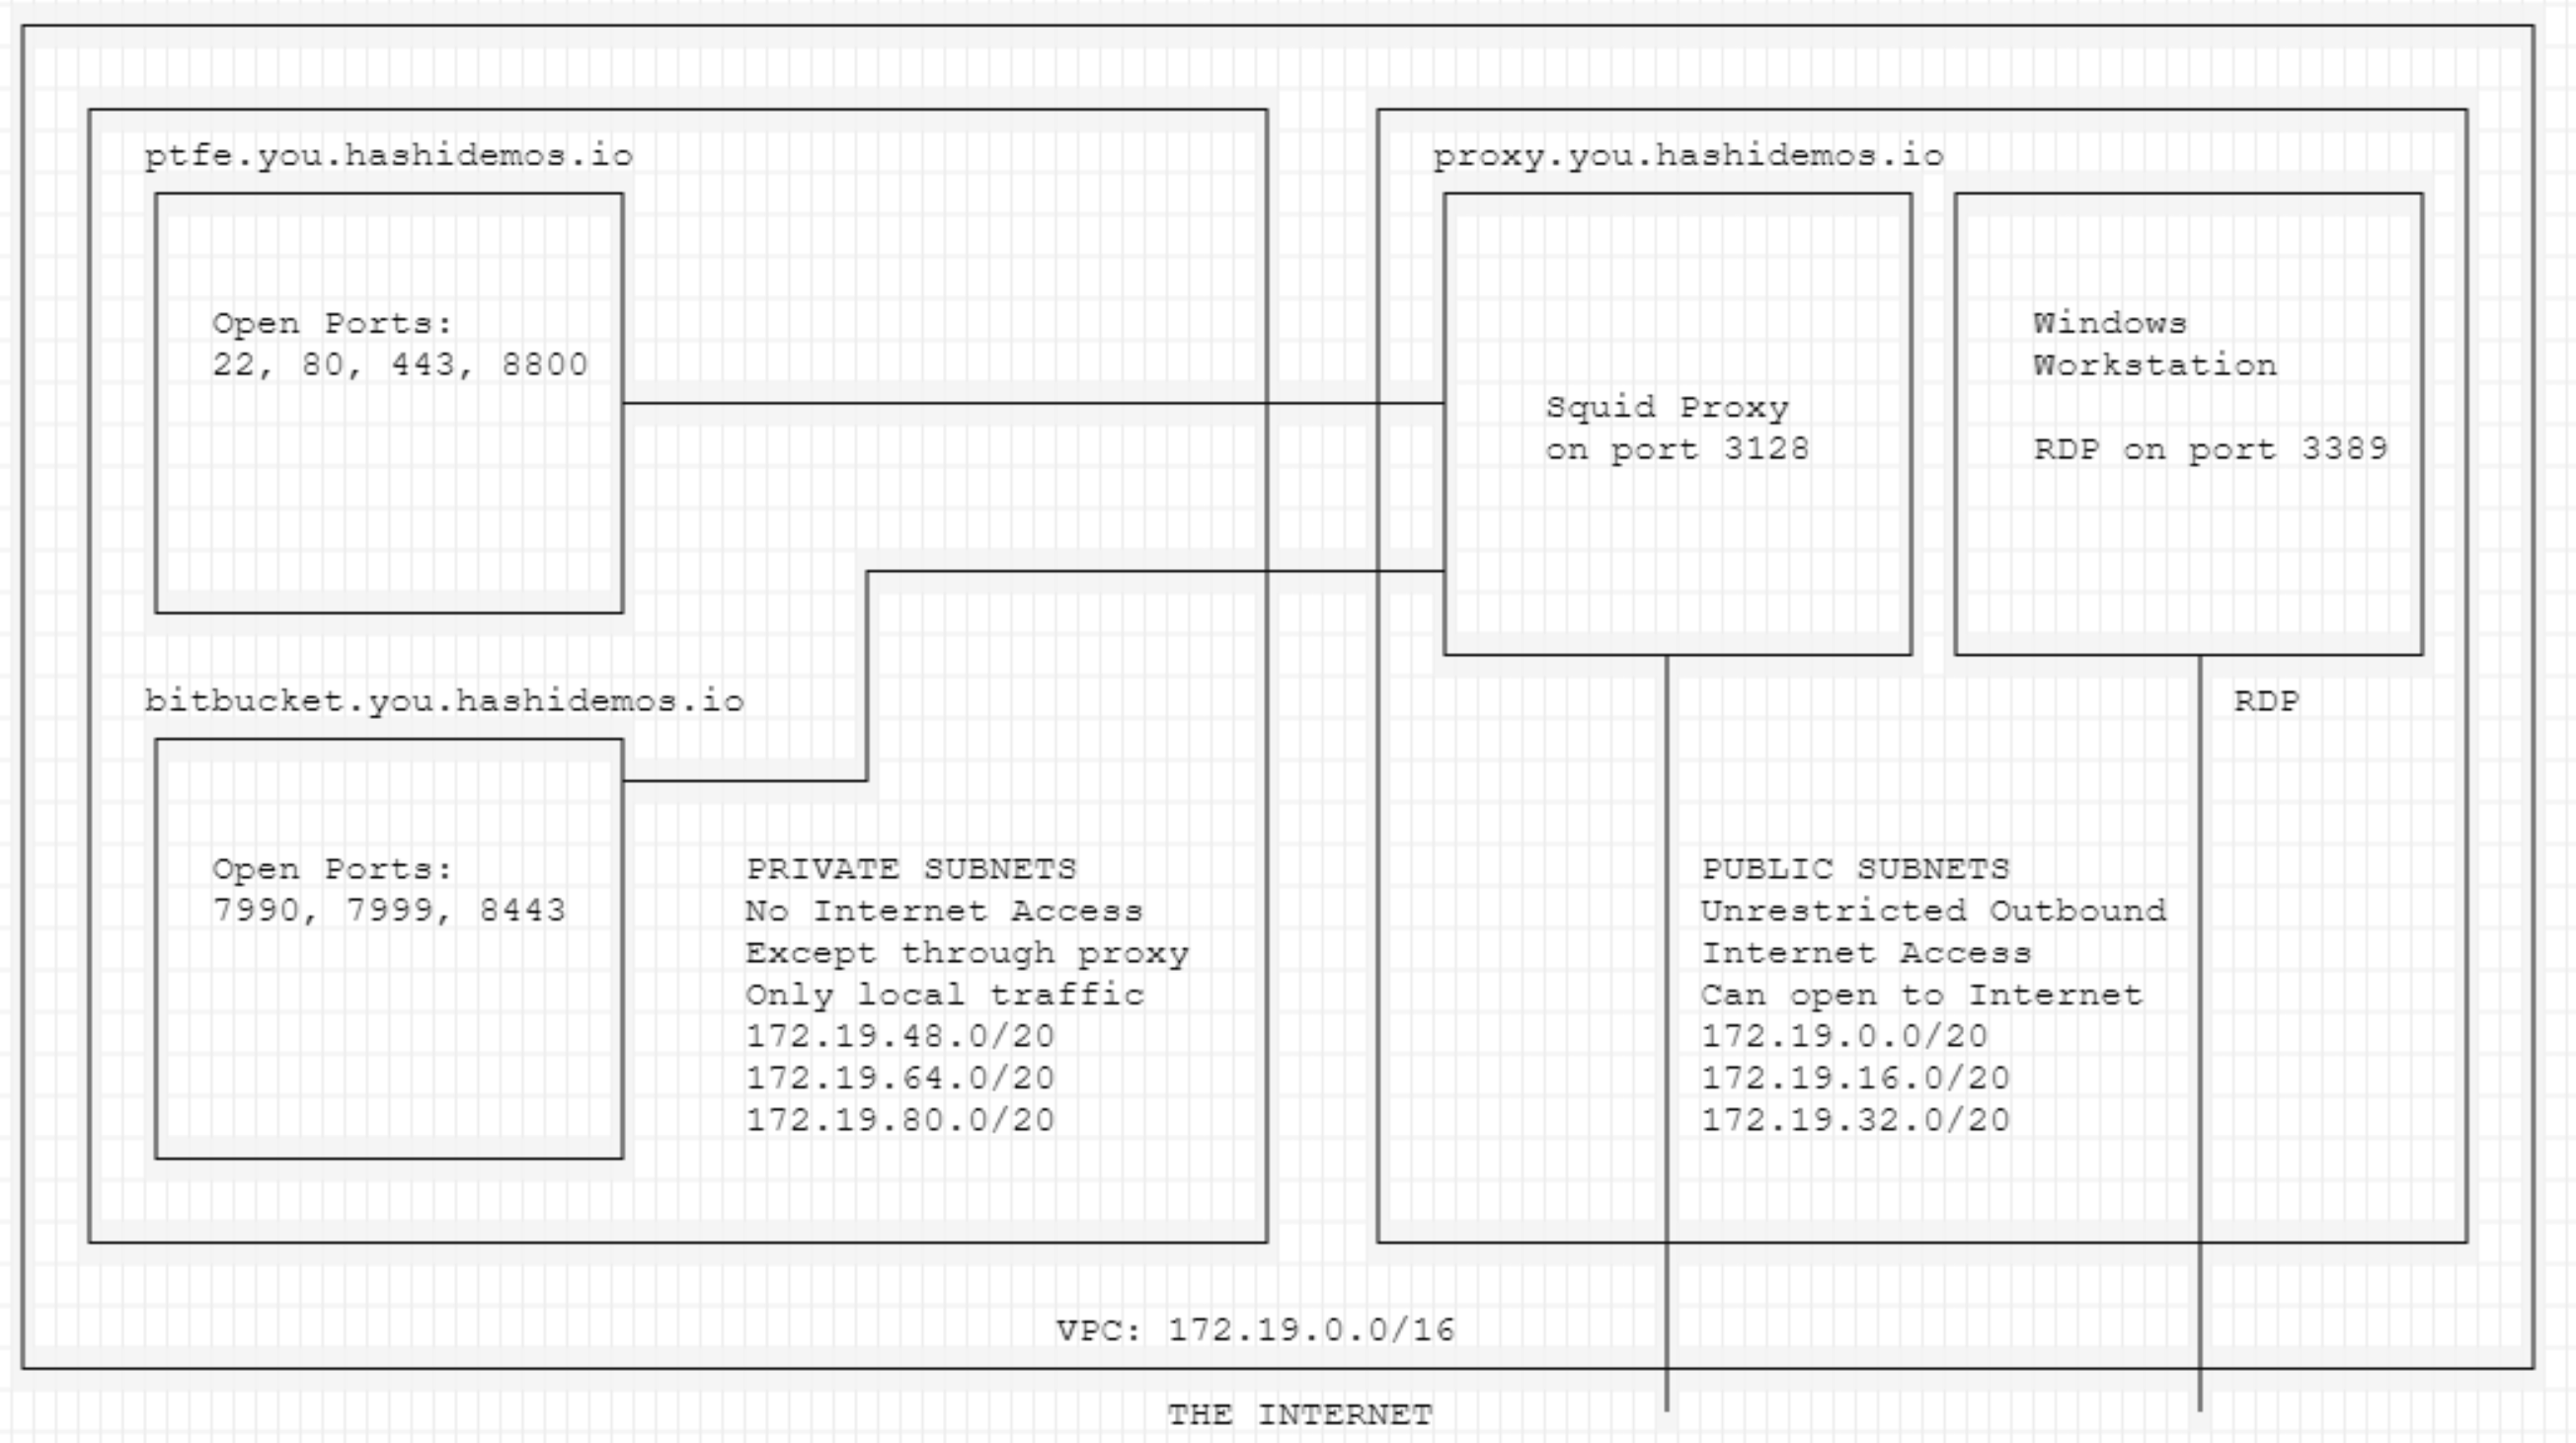 ptfe.you.hashidemos.io
Open Ports:
22, 80, 443, 8800
bitbucket.you.hashidemos.io
Open Ports:
7990, 7999, 8443
PRIVATE SUBNETS
No Internet Access
Except through proxy
Only local traffic
172.19.48.0/20
172.19.64.0/20
172.19.80.0/20
proxy.you.hashidemos.io
Squid Proxy
on port 3128
Windows
Workstation
RDP on port 3389
RDP
PUBLIC SUBNETS
Unrestricted Outbound
Internet Access
Can open to Internet
172.19.0.0/20
172.19.16.0/20
172.19.32.0/20
VPC: 172.19.0.0/16
THE INTERNET